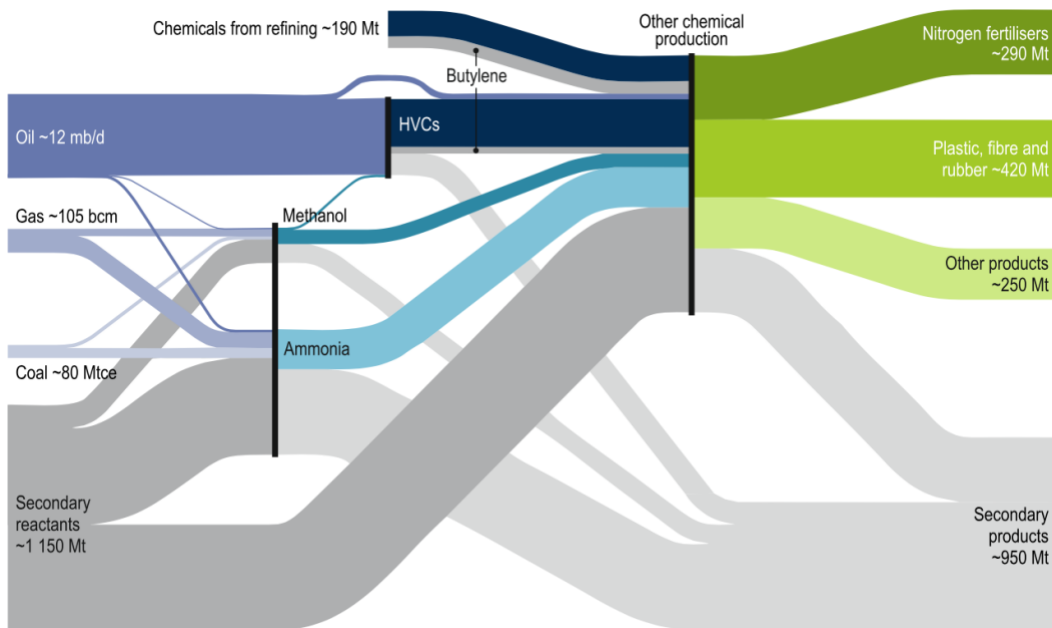 Chemicals from refining ~190 Mt
Other chemical
production
Nitrogen fertilisers
~290 Mt
Butylene
Oil ~12 mb/d
HVCs
Plastic, fibre and
rubber ~420 Mt
Gas ~105 bcm
Methanol
Other products
~250 Mt
Ammonia
Coal ~80 Mtce
Secondary
reactants
~1 150 Mt
Secondary
products
~950 Mt